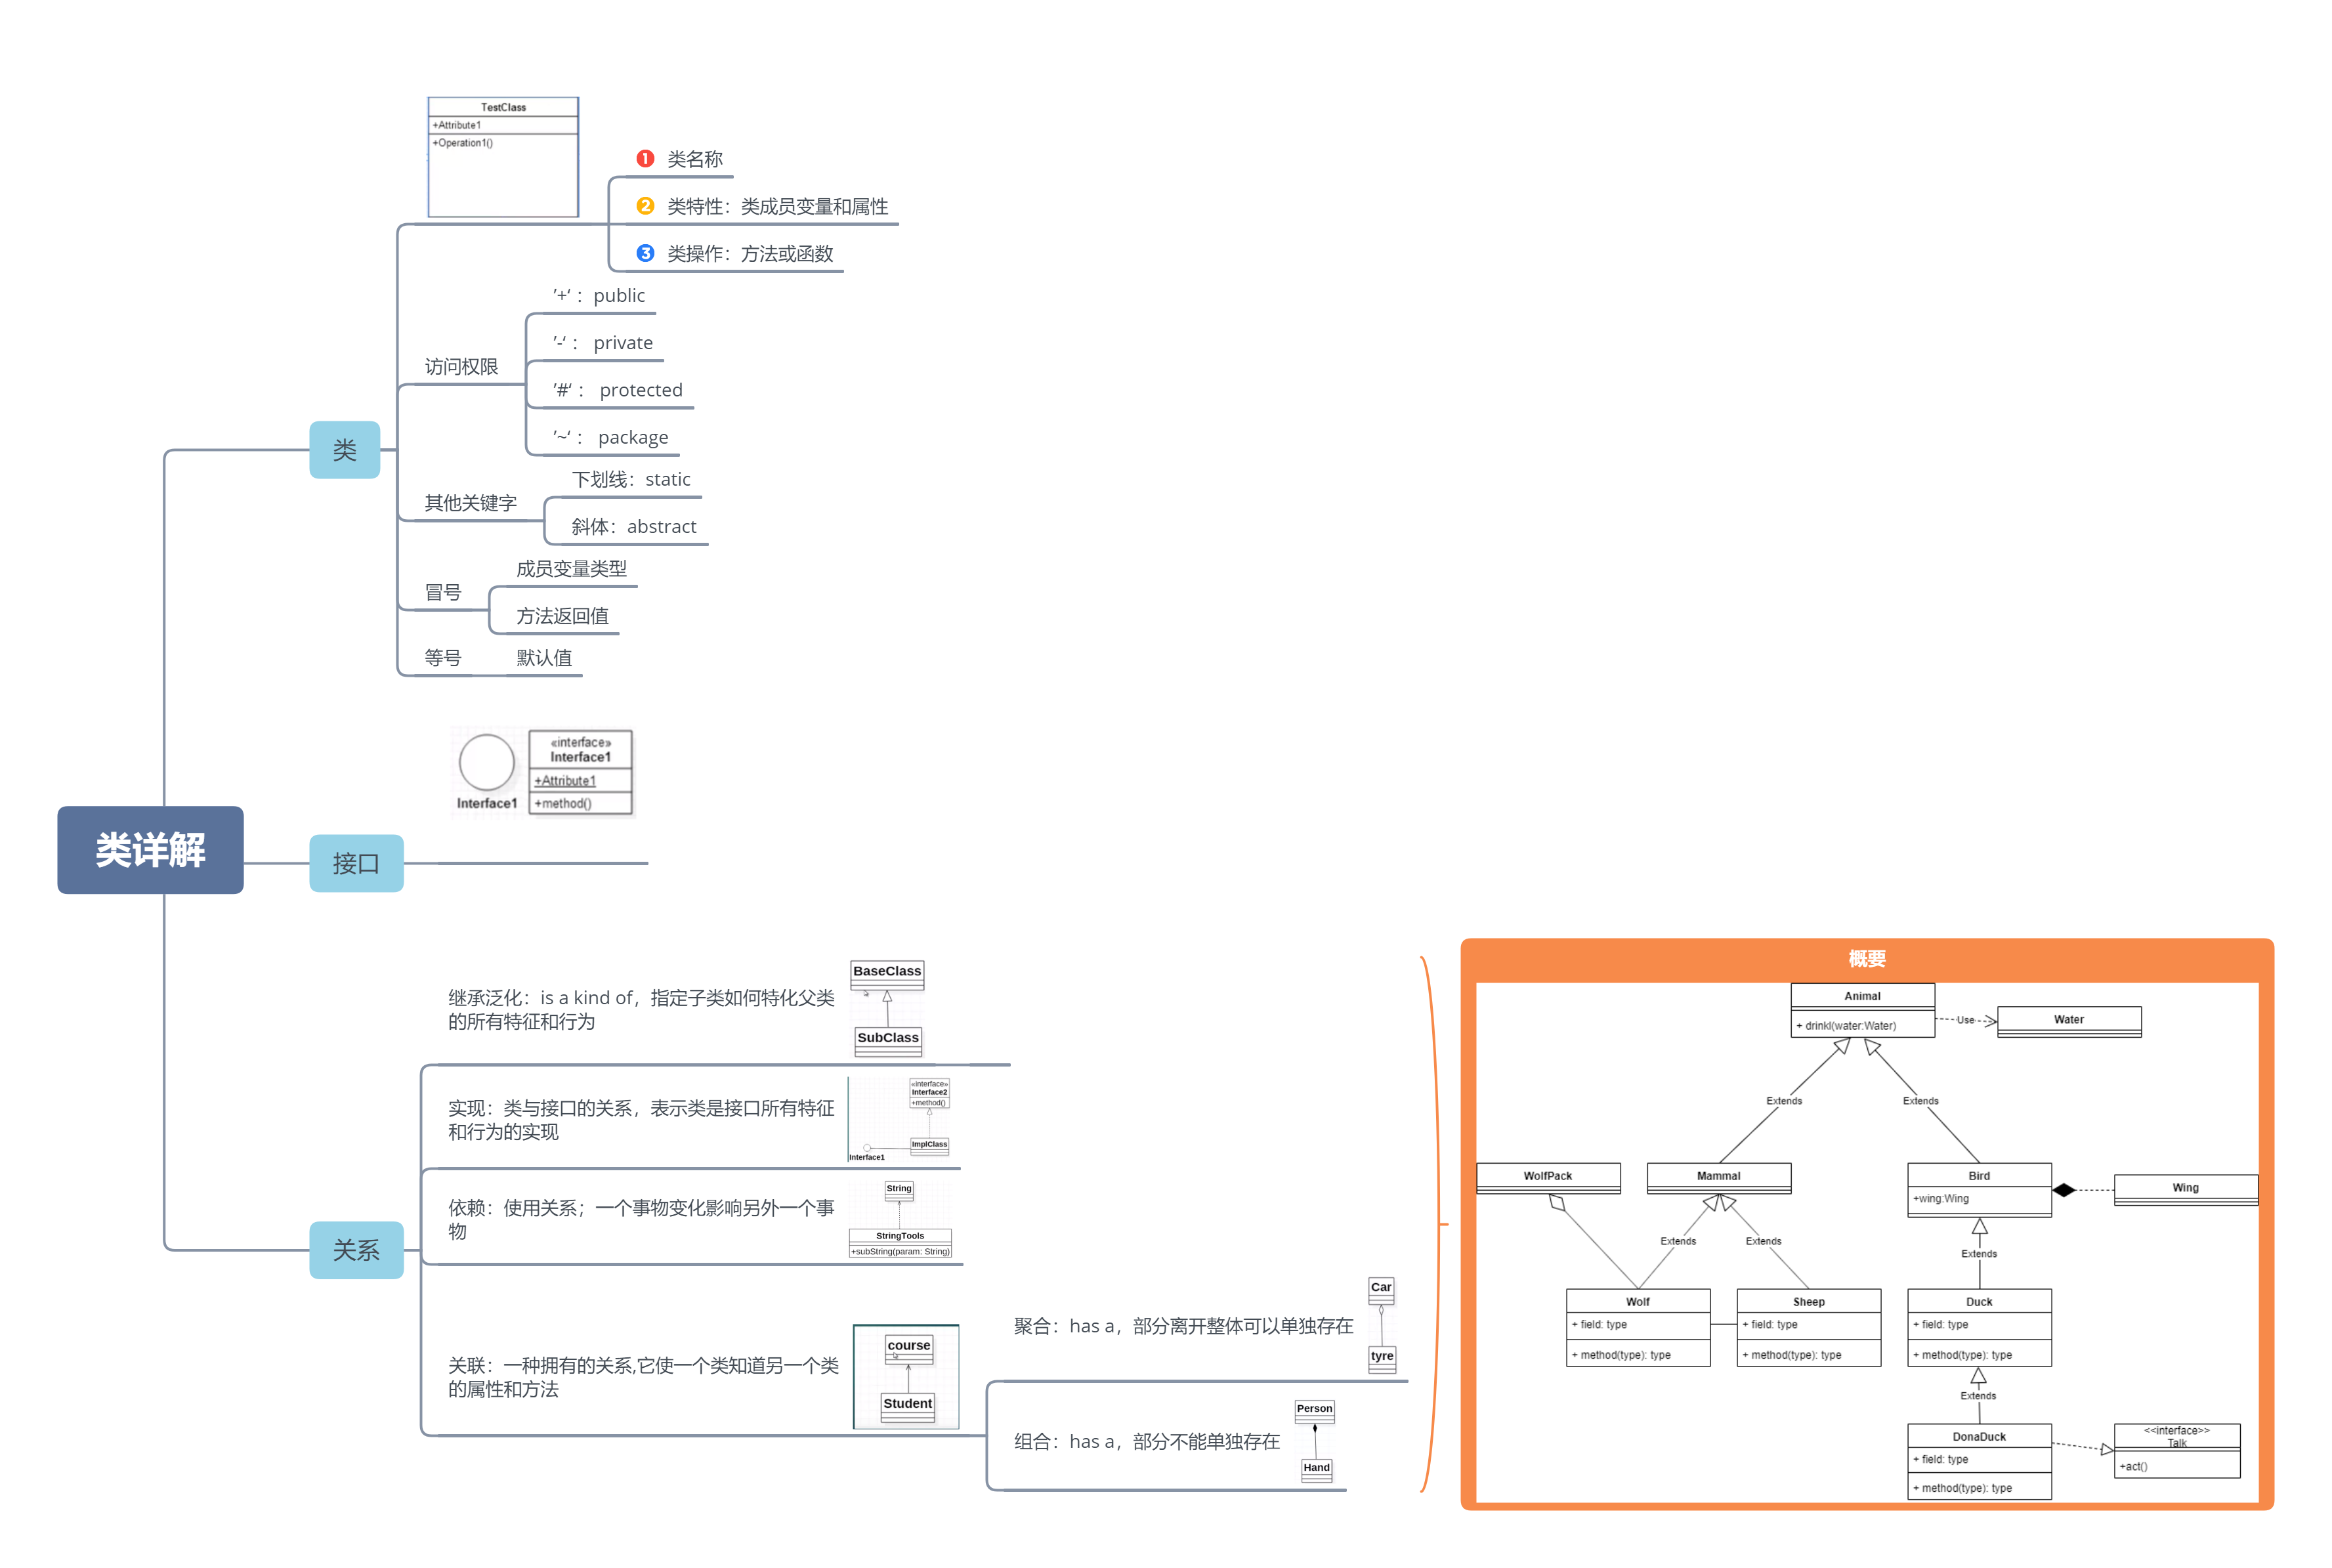 类详解
类
TestClass
+Attribute1
+Operation1()
1 类名称
2 类特性：类成员变量和属性
3 类操作：方法或函数
访问权限
’+‘ ：public
’-‘ ： private
’#‘ ： protected
’~‘ ： package
其他关键字
下划线：static
斜体：abstract
冒号
成员变量类型
方法返回值
等号
默认值
接口
Interface1
«interface»
Interface1
+Attribute1
+method()
关系
继承泛化：is a kind of，指定子类如何特化父类
的所有特征和行为
BaseClass
SubClass
实现：类与接口的关系，表示类是接口所有特征
和行为的实现
«interface»
Interface2
+method()
ImplClass
Interface1
依赖：使用关系；一个事物变化影响另外一个事
物
String
StringTools
+subString(param: String)
关联：一种拥有的关系,它使一个类知道另一个类
的属性和方法
course
Student
聚合：has a，部分离开整体可以单独存在
Car
tyre
组合：has a，部分不能单独存在
Person
Hand
概要
Animal
+ drinkl(water:Water)
Use
Water
Extends
Extends
WolfPack
Mammal
Bird
+wing:Wing
Wing
Extends
Extends
Extends
Wolf
+ field: type
+ method(type): type
Sheep
+ field: type
+ method(type): type
Duck
+ field: type
+ method(type): type
Extends
DonaDuck
+ field: type
+ method(type): type
<<interface>>
Talk
+act()